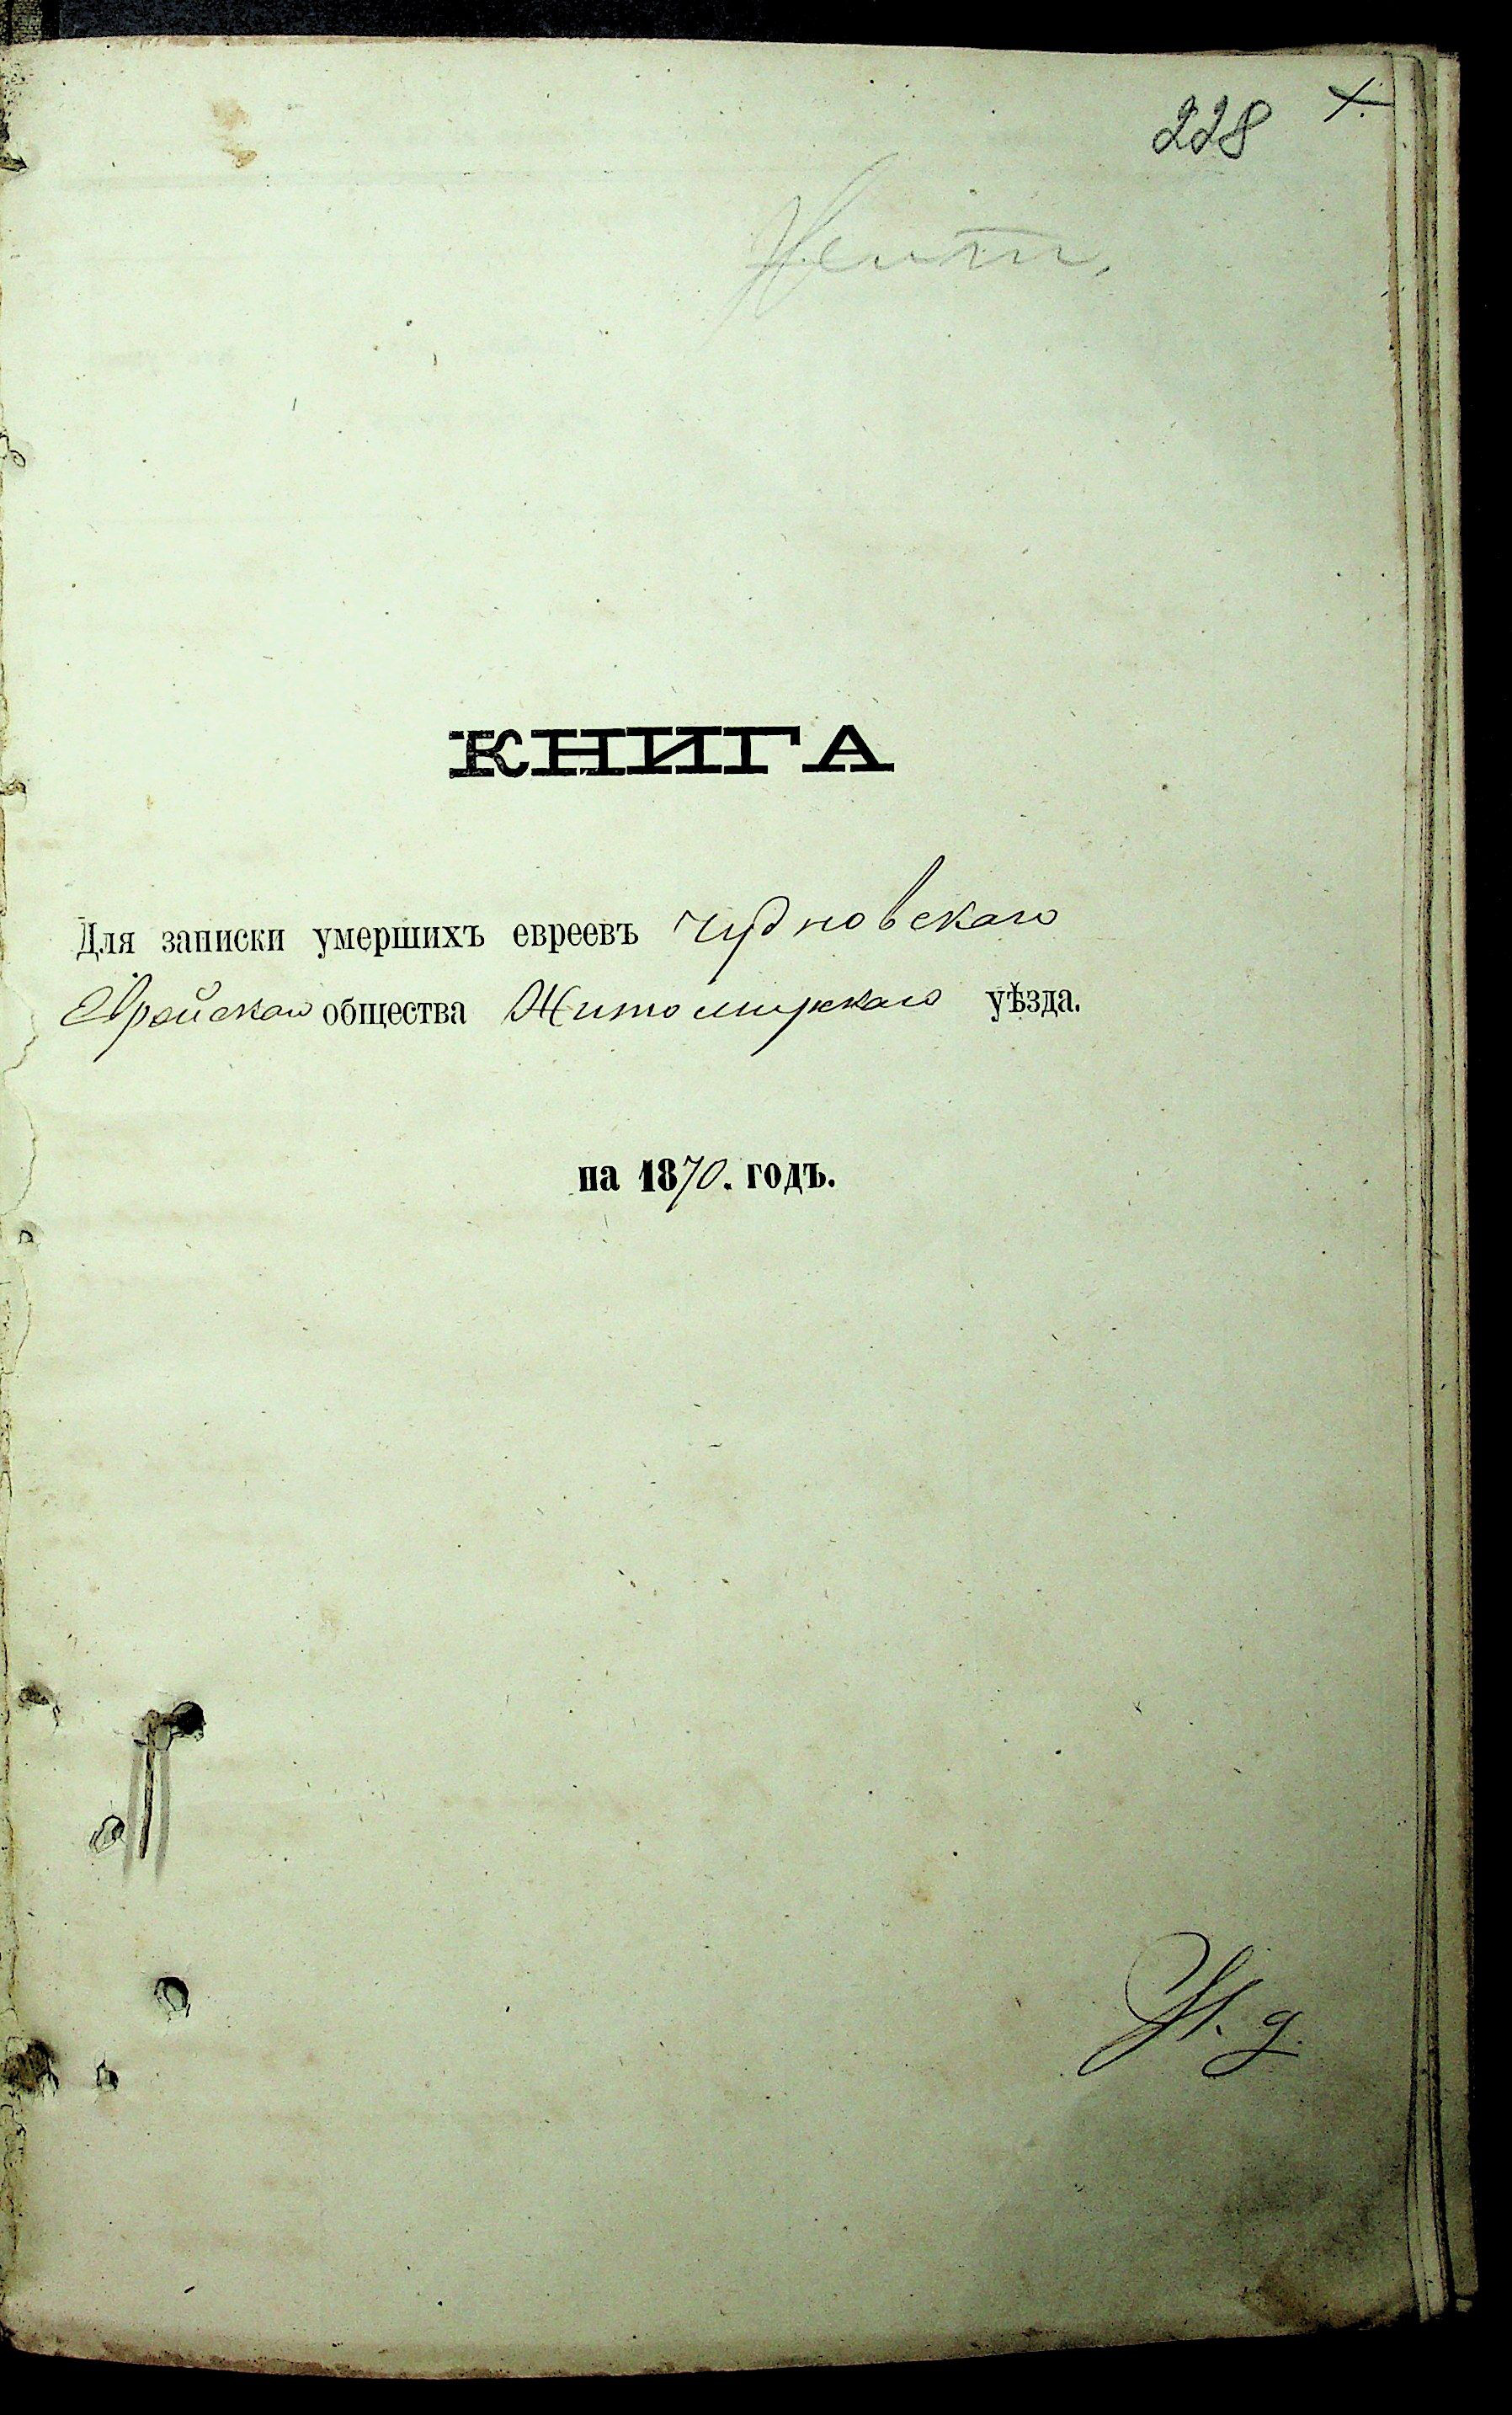 228
КНИГА
Для записки умершихъ евреевъ Чудновскаго
Еврейскаго общества Житомирскаго уѣзда.
на 1870. годъ.